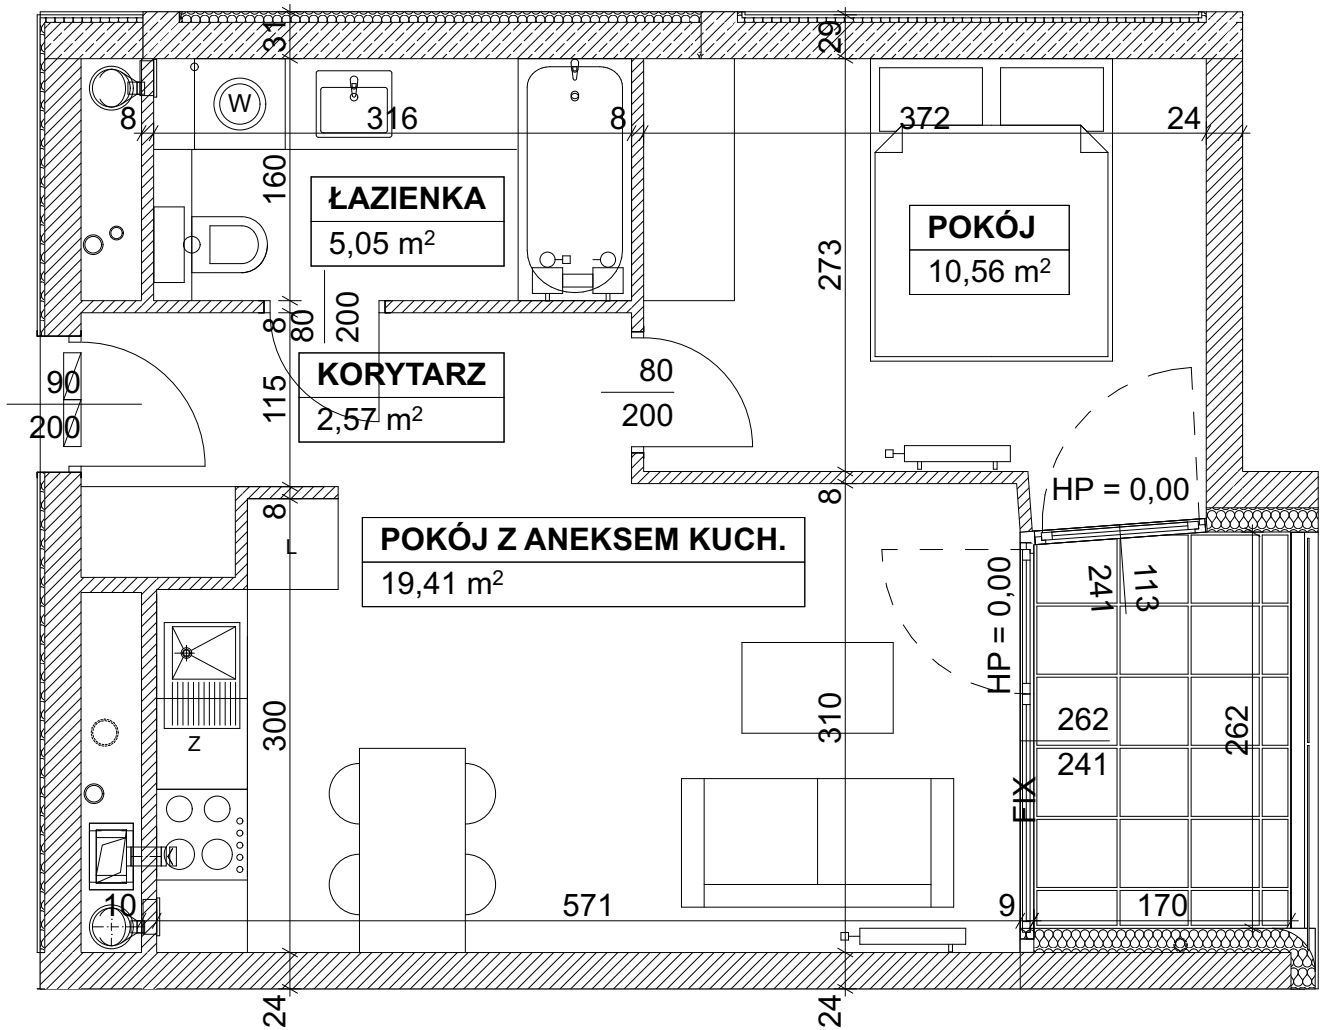 31
29
W
8
316
8
372
24
160
ŁAZIENKA
5,05 m²
POKÓJ
10,56 m²
273
8
80
200
90
200
115
KORYTARZ
2,57 m²
80
200
HP = 0,00
8
8
L
POKÓJ Z ANEKSEM KUCH.
19,41 m²
HP = 0,00
113
241
300
Z
310
262
241
262
FIX
10
571
9
170
24
24